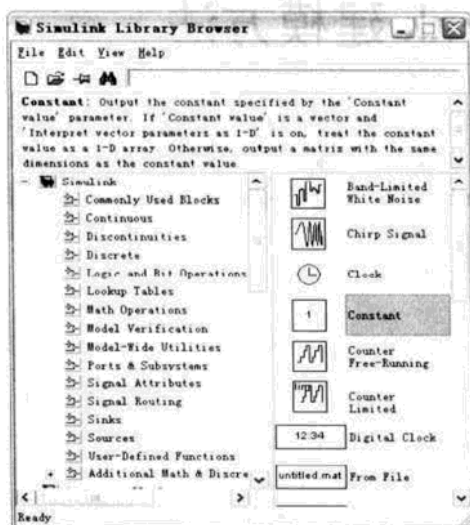 Simulink Library Browser
File Edit View Help
Constant: Output the constant specified by the 'Constant
value' parameter. If 'Constant value' is a vector and
'Interpret vector parameters as 1-D' is on, treat the constant
value as a 1-D array. Otherwise, output a matrix with the same
dimensions as the constant value.
Simulink
Commonly Used Blocks
Continuous
Discontinuities
Discrete
Logic and Bit Operations
Lookup Tables
Math Operations
Model Verification
Model-Wide Utilities
Ports & Subsystems
Signal Attributes
Signal Routing
Sinks
Sources
User-Defined Functions
Additional Math & Discre
Band-Limited
White Noise
Chirp Signal
Clock
1 Constant
Counter
Free-Running
Counter
Limited
12:34 Digital Clock
untitled.mat From File
Ready